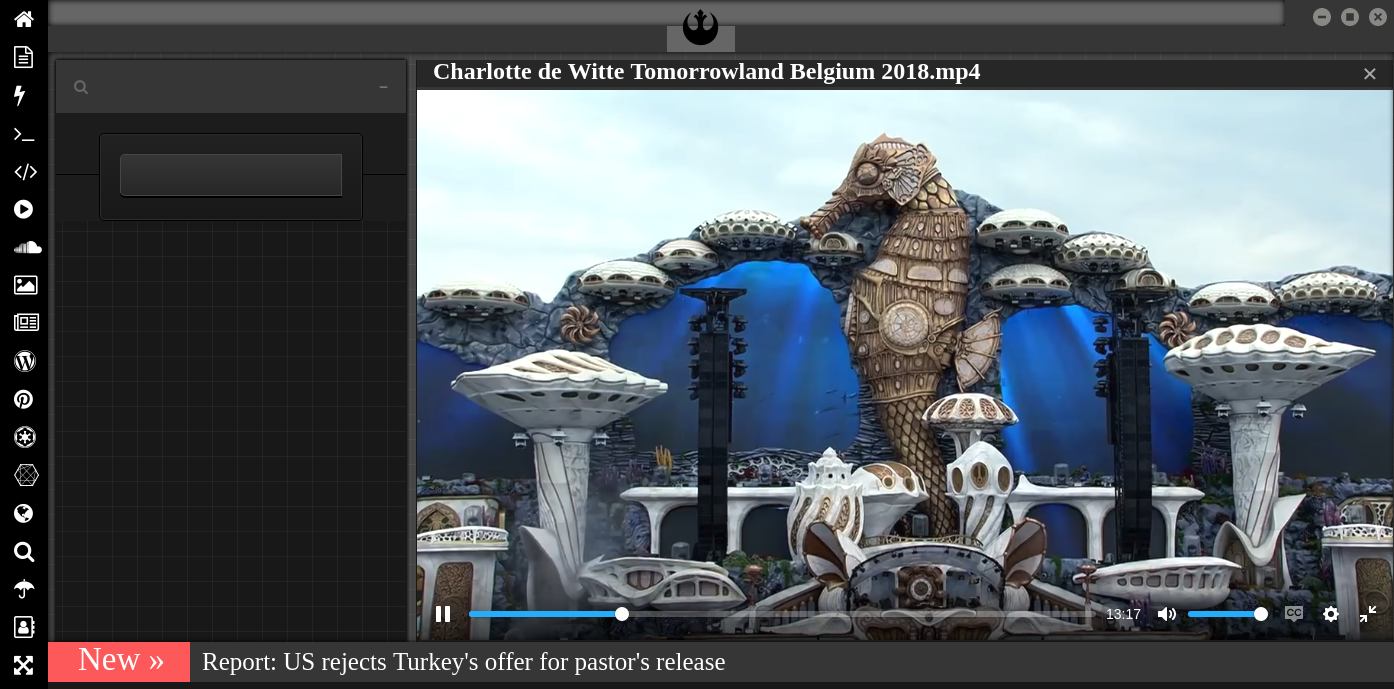 Charlotte de Witte Tomorrowland Belgium 2018.mp4
13:17
CC
New »
Report: US rejects Turkey's offer for pastor's release